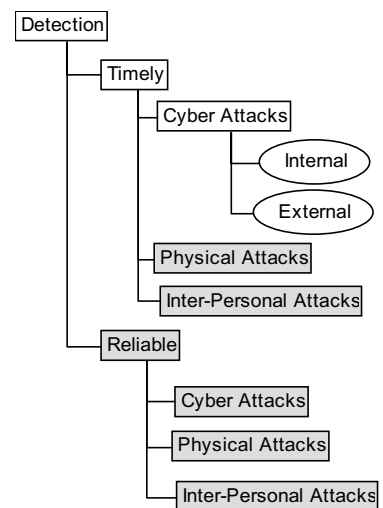 Detection
Timely
Cyber Attacks
Internal
External
Physical Attacks
Inter-Personal Attacks
Reliable
Cyber Attacks
Physical Attacks
Inter-Personal Attacks